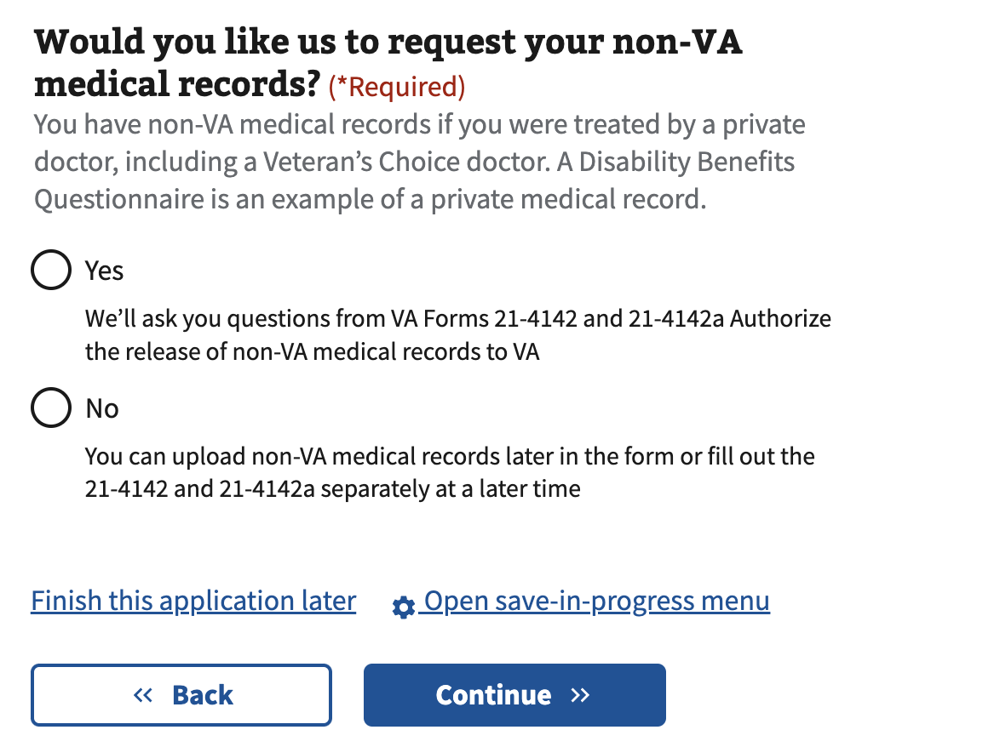 Would you like us to request your non-VA
medical records? (*Required)
You have non-VA medical records if you were treated by a private
doctor, including a Veteran’s Choice doctor. A Disability Benefits
Questionnaire is an example of a private medical record.
Yes
We’ll ask you questions from VA Forms 21-4142 and 21-4142a Authorize
the release of non-VA medical records to VA
No
You can upload non-VA medical records later in the form or fill out the
21-4142 and 21-4142a separately at a later time
Finish this application later Open save-in-progress menu
« Back Continue »